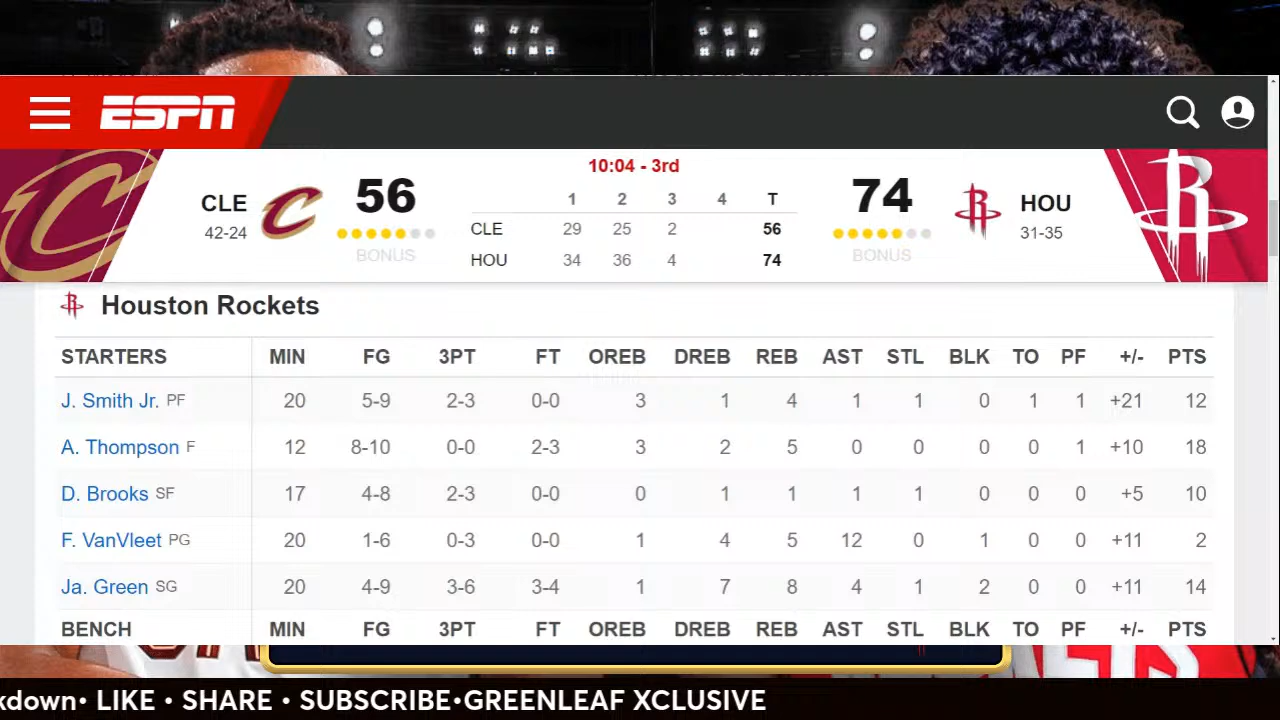 ESPN
10:04 - 3rd
CLE 56 1 2 3 4 T 74 HOU
42-24 CLE 29 25 2 56 31-35
BONUS HOU 34 36 4 74 BONUS
Houston Rockets
STARTERS MIN FG 3PT FT OREB DREB REB AST STL BLK TO PF +/- PTS
J. Smith Jr. PF 20 5-9 2-3 0-0 3 1 4 1 1 0 1 1 +21 12
A. Thompson F 12 8-10 0-0 2-3 3 2 5 0 0 0 0 1 +10 18
D. Brooks SF 17 4-8 2-3 0-0 0 1 1 1 1 0 0 0 +5 10
F. VanVleet PG 20 1-6 0-3 0-0 1 4 5 12 0 1 0 0 +11 2
Ja. Green SG 20 4-9 3-6 3-4 1 7 8 4 1 2 0 0 +11 14
BENCH MIN FG 3PT FT OREB DREB REB AST STL BLK TO PF +/- PTS
kdown• LIKE • SHARE • SUBSCRIBE•GREENLEAF XCLUSIVE